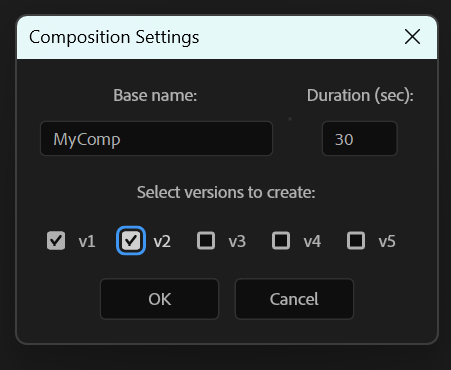 Composition Settings
Base name: Duration (sec):
MyComp 30
Select versions to create:
v1 v2 v3 v4 v5
OK Cancel